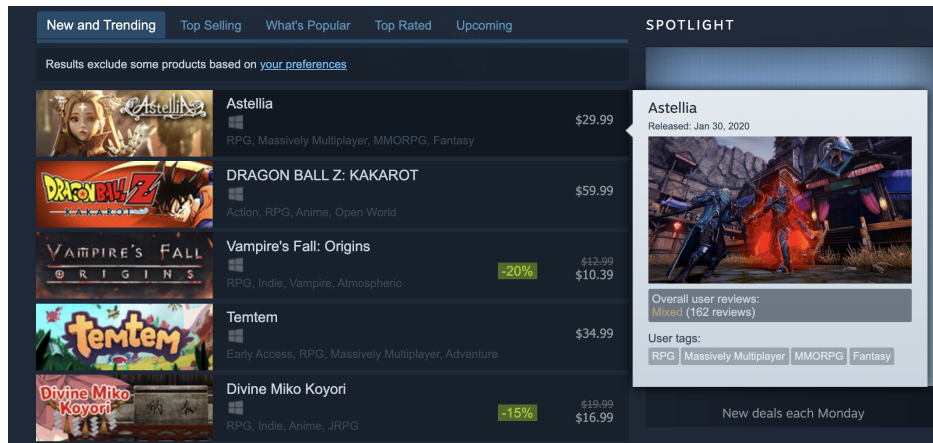 New and Trending
Top Selling
What's Popular
Top Rated
Upcoming
SPOTLIGHT
Results exclude some products based on your preferences
AstelliA
Astellia
$29.99
RPG, Massively Multiplayer, MMORPG, Fantasy
DRAGON BALL Z
KAKAROT
DRAGON BALL Z: KAKAROT
$59.99
Action, RPG, Anime, Open World
VAMPIRE'S FALL
ORIGINS
Vampire's Fall: Origins
-20%
$12.99
$10.39
RPG, Indie, Vampire, Atmospheric
temtem
Temtem
$34.99
Early Access, RPG, Massively Multiplayer, Adventure
Divine Miko
Koyori
納奉
Divine Miko Koyori
-15%
$19.99
$16.99
RPG, Indie, Anime, JRPG
Astellia
Released: Jan 30, 2020
Overall user reviews:
Mixed (162 reviews)
User tags:
RPG
Massively Multiplayer
MMORPG
Fantasy
New deals each Monday